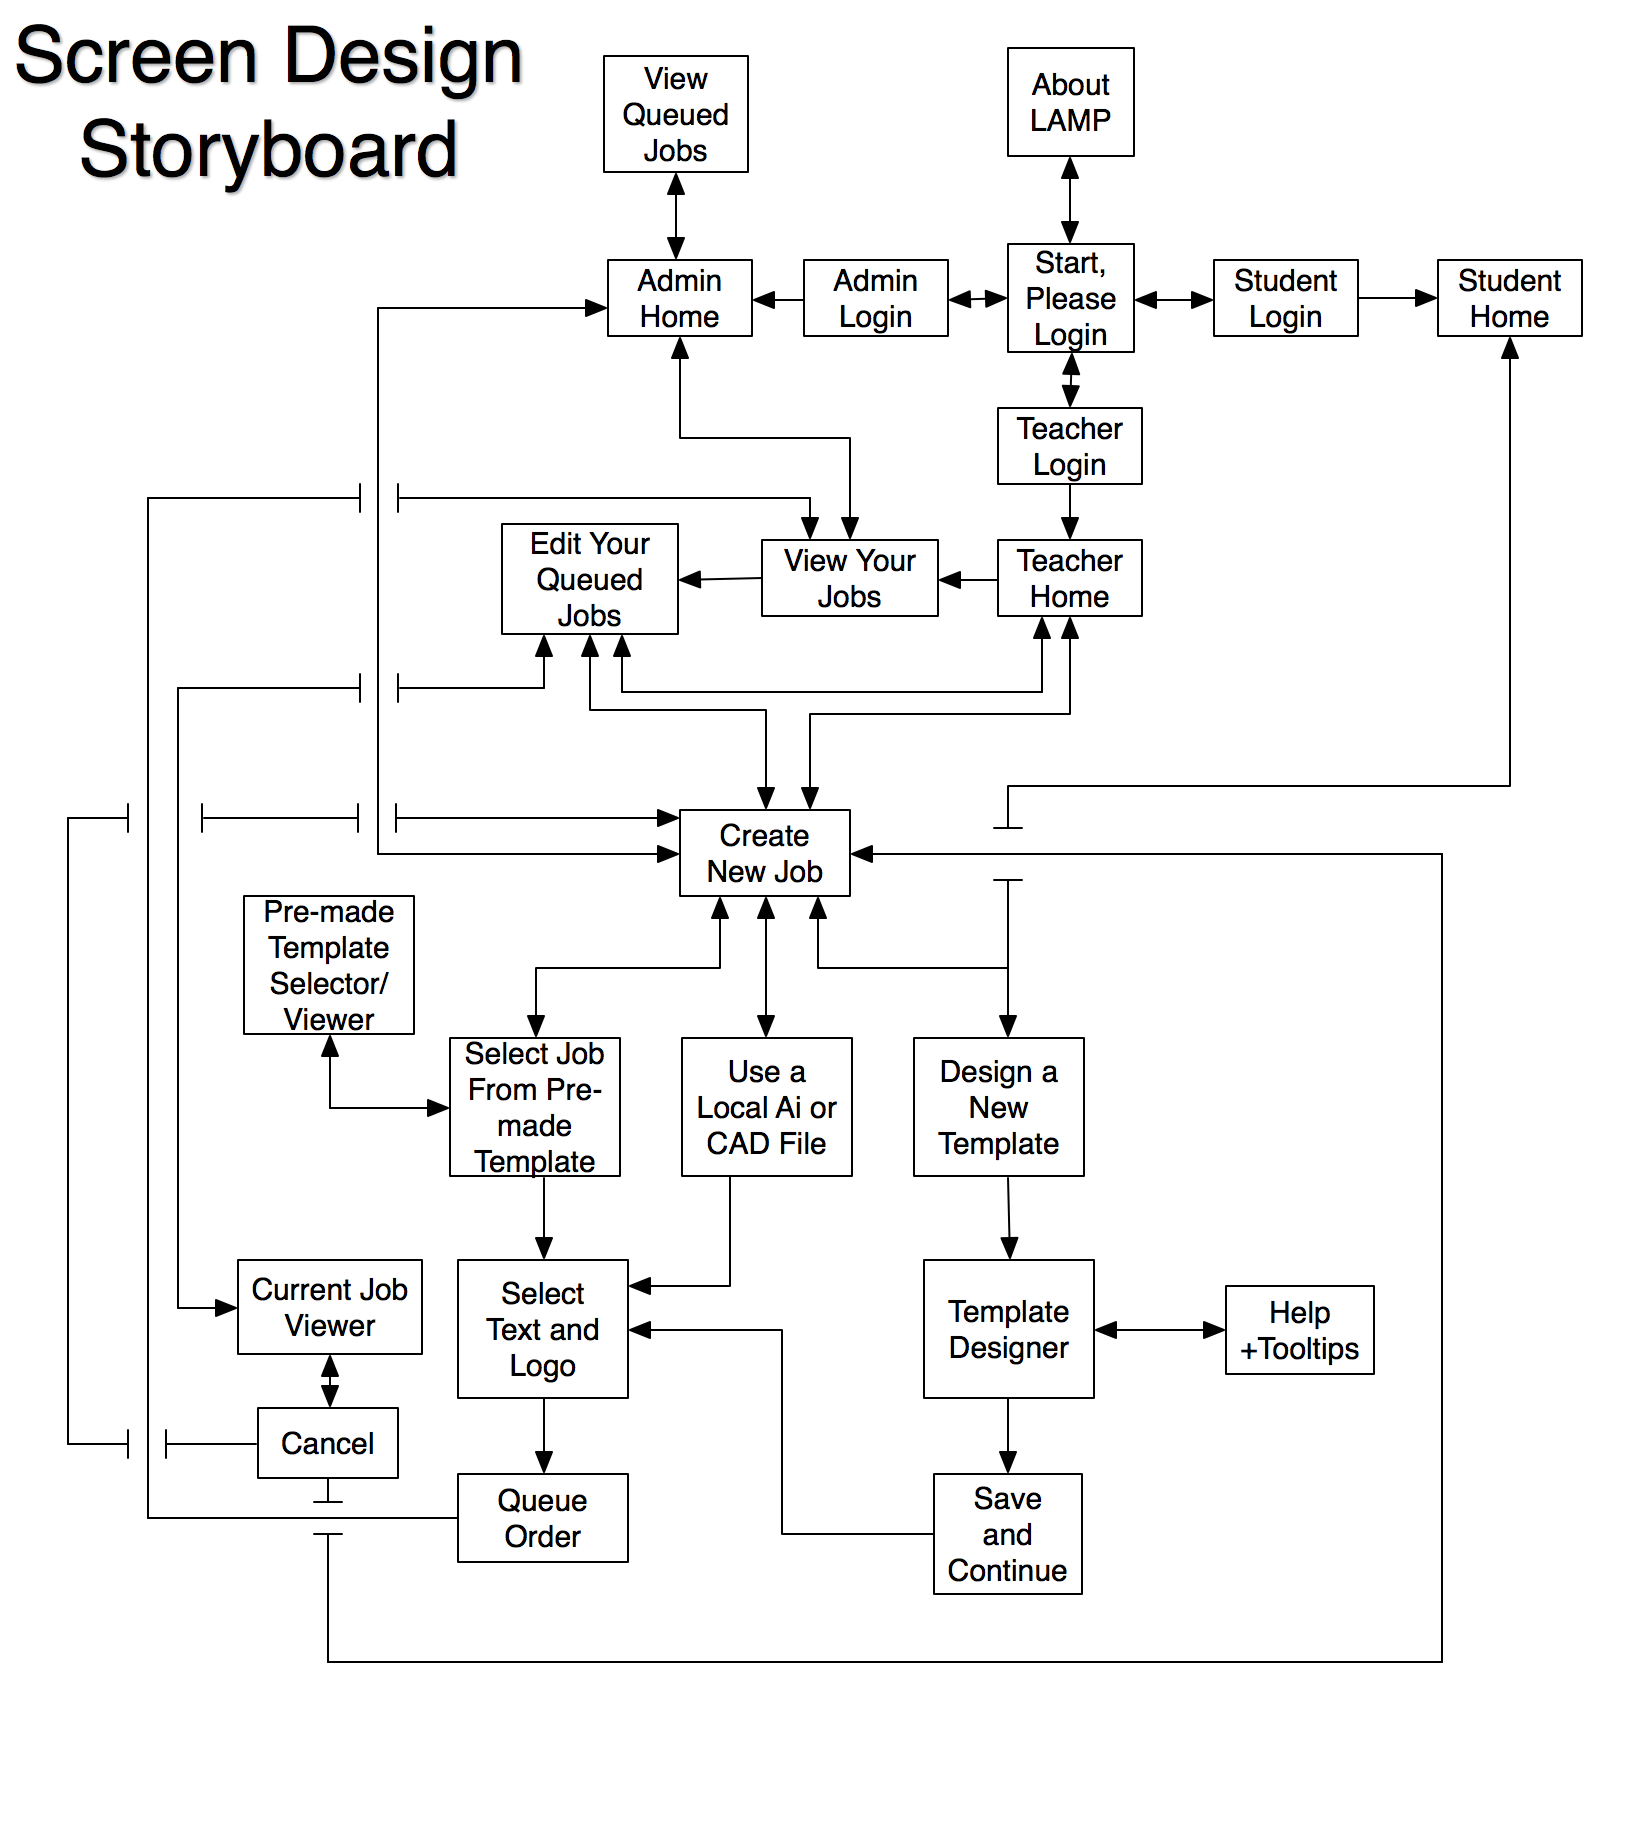 Screen Design
Storyboard
View
Queued
Jobs
About
LAMP
Admin
Home
Admin
Login
Start,
Please
Login
Student
Login
Student
Home
Teacher
Login
Edit Your
Queued
Jobs
View Your
Jobs
Teacher
Home
Create
New Job
Pre-made
Template
Selector/
Viewer
Select Job
From Pre-
made
Template
Use a
Local Ai or
CAD File
Design a
New
Template
Current Job
Viewer
Select
Text and
Logo
Template
Designer
Help
+Tooltips
Cancel
Queue
Order
Save
and
Continue